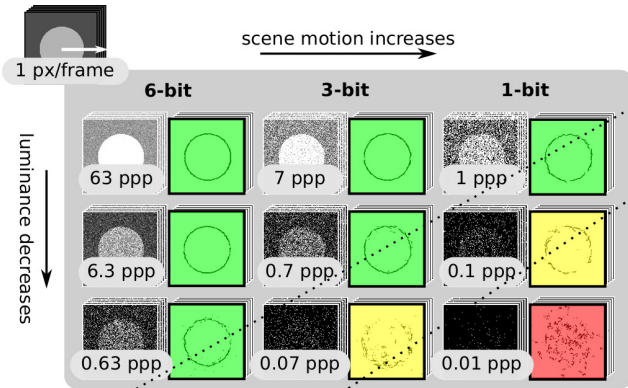 scene motion increases
1 px/frame
6-bit 3-bit 1-bit
luminance decreases
63 ppp 7 ppp 1 ppp
6.3 ppp 0.7 ppp 0.1 ppp
0.63 ppp 0.07 ppp 0.01 ppp